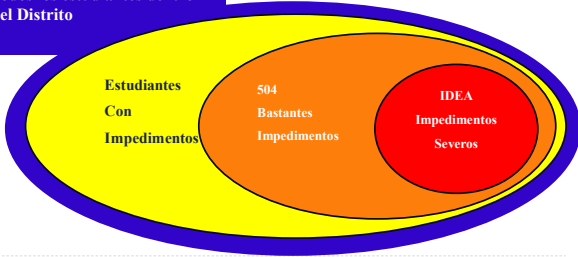 el Distrito
Estudiantes
Con
Impedimentos
504
Bastantes
Impedimentos
IDEA
Impedimentos
Severos